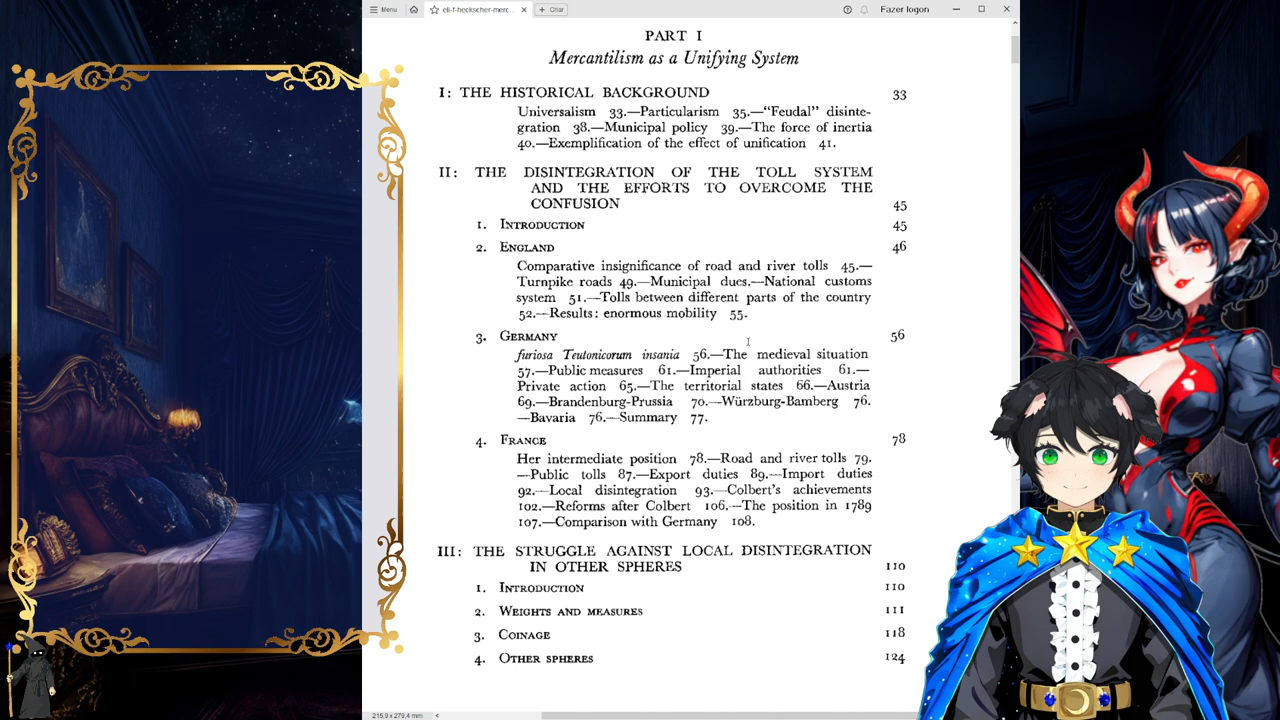 Menu
eli-f-heckscher-merc...
Criar
Fazer logon
PART I
Mercantilism as a Unifying System
I: THE HISTORICAL BACKGROUND 33
Universalism 33.—Particularism 35.—“Feudal” disinte-
gration 38.—Municipal policy 39.—The force of inertia
40.—Exemplification of the effect of unification 41.
II: THE DISINTEGRATION OF THE TOLL SYSTEM
AND THE EFFORTS TO OVERCOME THE
CONFUSION 45
1. INTRODUCTION 45
2. ENGLAND 46
Comparative insignificance of road and river tolls 45.—
Turnpike roads 49.—Municipal dues.—National customs
system 51.—Tolls between different parts of the country
52.—Results: enormous mobility 55.
3. GERMANY 56
furiosa Teutonicorum insania 56.—The medieval situation
57.—Public measures 61.—Imperial authorities 61.—
Private action 65.—The territorial states 66.—Austria
69.—Brandenburg-Prussia 70.—Würzburg-Bamberg 76.
—Bavaria 76.—Summary 77.
4. FRANCE 78
Her intermediate position 78.—Road and river tolls 79.
—Public tolls 87.—Export duties 89.—Import duties
92.—Local disintegration 93.—Colbert's achievements
102.—Reforms after Colbert 106.—The position in 1789
107.—Comparison with Germany 108.
III: THE STRUGGLE AGAINST LOCAL DISINTEGRATION
IN OTHER SPHERES 110
1. INTRODUCTION 110
2. WEIGHTS AND MEASURES 111
3. COINAGE 118
4. OTHER SPHERES 124
215,9 x 279,4 mm